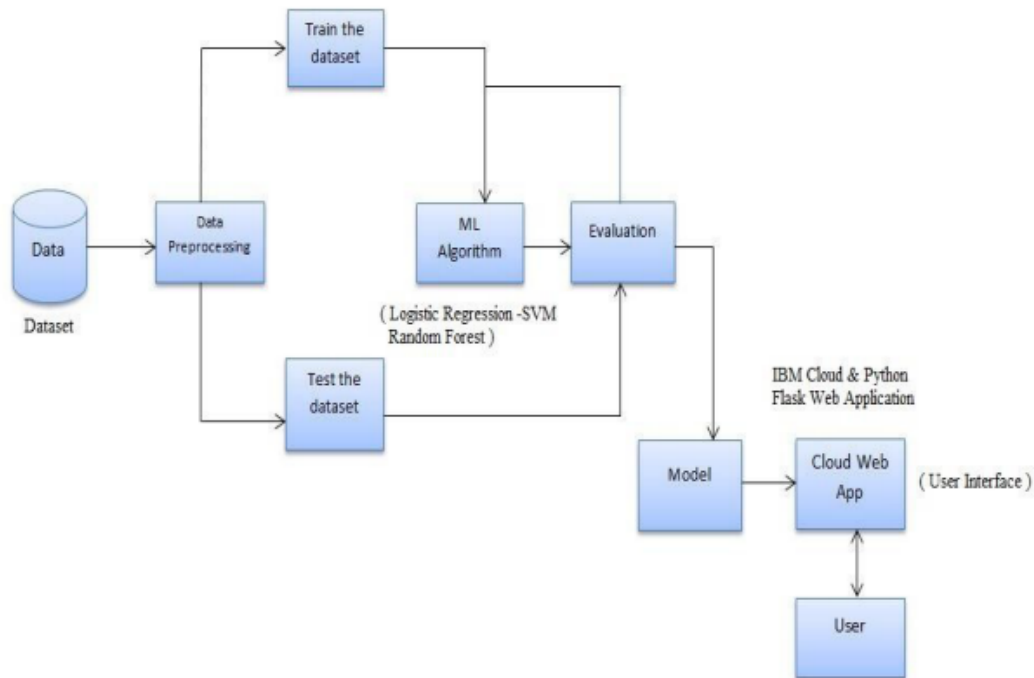 Train the
dataset
Data
Preprocessing
Data
Dataset
ML
Algorithm
Evaluation
( Logistic Regression -SVM
Random Forest )
Test the
dataset
IBM Cloud & Python
Flask Web Application
Model
Cloud Web
App
( User Interface )
User